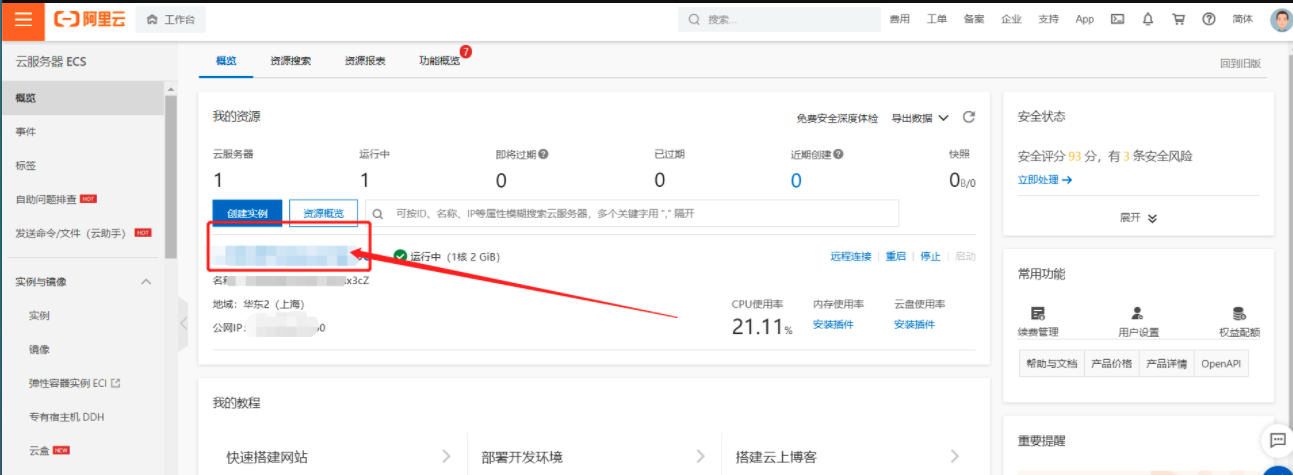 阿里云 工作台 搜索... 费用 工单 备案 企业 支持 App 简体
云服务器 ECS
概览 资源搜索 资源报表 功能概览 7 回到旧版
概览
事件
标签
自助问题排查 HOT
发送命令/文件（云助手） HOT
实例与镜像
实例
镜像
弹性容器实例 ECI
专有宿主机 DDH
云盒 NEW
我的资源 免费安全深度体检 导出数据
云服务器 运行中 即将过期 已过期 近期创建 快照
1 1 0 0 0 0B/0
创建实例 资源概览 可按ID、名称、IP等属性模糊搜索云服务器，多个关键字用 "," 隔开
运行中（1核 2 GiB） 远程连接 重启 停止 启动
名称 x3cZ
地域：华东2（上海） CPU使用率 内存使用率 云盘使用率
公网IP： 0 21.11% 安装插件 安装插件
我的教程
快速搭建网站 部署开发环境 搭建云上博客
安全状态
安全评分 93 分，有 3 条安全风险
立即处理
展开
常用功能
续费管理 用户设置 权益配额
帮助与文档 产品价格 产品详情 OpenAPI
重要提醒